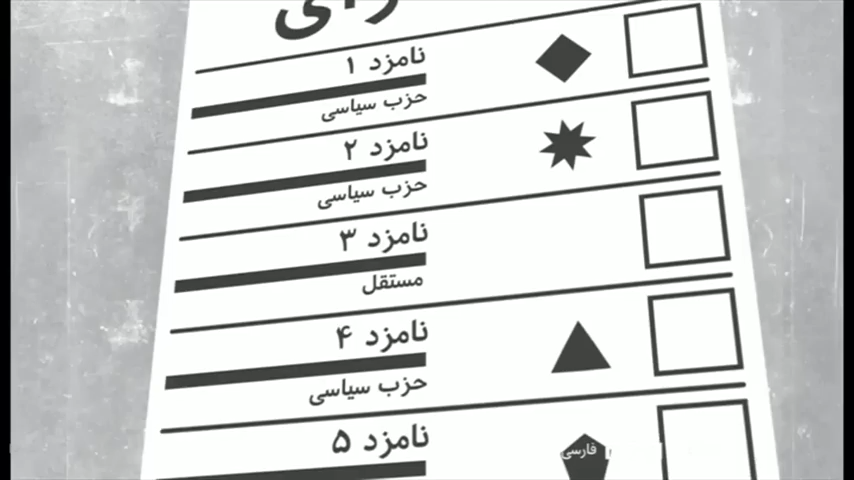 نامزد ۱
حزب سیاسی
نامزد ۲
حزب سیاسی
نامزد ۳
مستقل
نامزد ۴
حزب سیاسی
نامزد ۵
فارسی